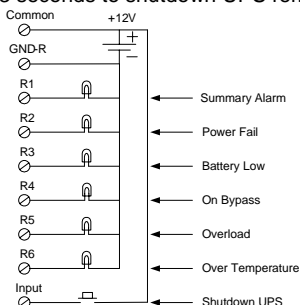 Common
+12V
+
GND-R
R1
Summary Alarm
R2
Power Fail
R3
Battery Low
R4
On Bypass
R5
Overload
R6
Over Temperature
Input
Shutdown UPS